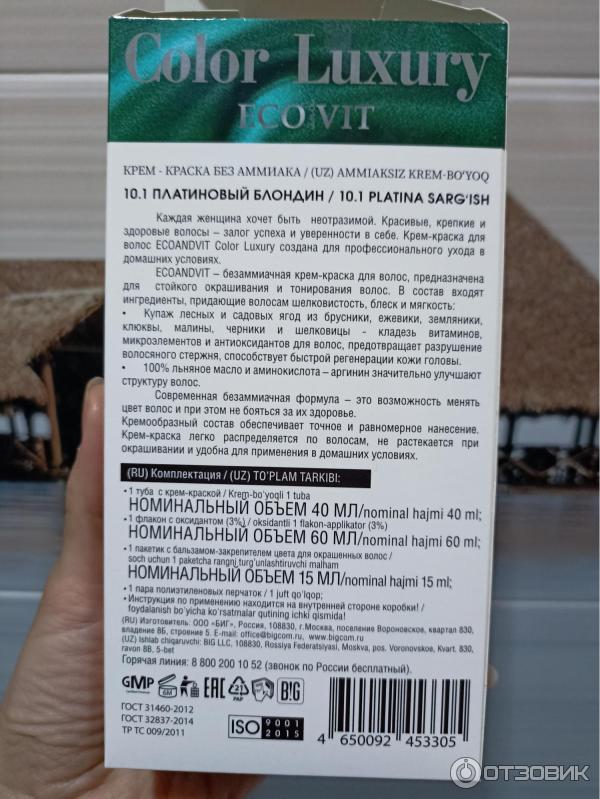 Color Luxury
ECO&VIT
КРЕМ - КРАСКА БЕЗ АММИАКА / (UZ) AMMIAKSIZ KREM-BO'YOQ
10.1 ПЛАТИНОВЫЙ БЛОНДИН / 10.1 PLATINA SARG'ISH
Каждая женщина хочет быть неотразимой. Красивые, крепкие и
здоровые волосы – залог успеха и уверенности в себе. Крем-краска для
волос ECOANDVIT Color Luxury создана для профессионального ухода в
домашних условиях.
ECOANDVIT – безаммиачная крем-краска для волос, предназначена
для стойкого окрашивания и тонирования волос. В состав входят
ингредиенты, придающие волосам шелковистость, блеск и мягкость:
• Купаж лесных и садовых ягод из брусники, ежевики, земляники,
клюквы, малины, черники и шелковицы - кладезь витаминов,
микроэлементов и антиоксидантов для волос, предотвращает разрушение
волосяного стержня, способствует быстрой регенерации кожи головы.
• 100% льняное масло и аминокислота – аргинин значительно улучшают
структуру волос.
Современная безаммиачная формула – это возможность менять
цвет волос и при этом не бояться за их здоровье.
Кремообразный состав обеспечивает точное и равномерное нанесение.
Крем-краска легко распределяется по волосам, не растекается при
окрашивании и удобна для применения в домашних условиях.
(RU) Комплектация / (UZ) TO'PLAM TARKIBI:
• 1 туба с крем-краской / Krem-bo'yoqli 1 tuba
НОМИНАЛЬНЫЙ ОБЪЕМ 40 МЛ/nominal hajmi 40 ml;
• 1 флакон с оксидантом (3%) / oksidantli 1 flakon-applikator (3%)
НОМИНАЛЬНЫЙ ОБЪЕМ 60 МЛ/nominal hajmi 60 ml;
• 1 пакетик с бальзамом-закрепителем цвета для окрашенных волос /
soch uchun 1 paketcha rangni turg'unlashtiruvchi malham
НОМИНАЛЬНЫЙ ОБЪЕМ 15 МЛ/nominal hajmi 15 ml;
• 1 пара полиэтиленовых перчаток / 1 juft qo'lqop;
• Инструкция по применению находится на внутренней стороне коробки! /
foydalanish bo'yicha ko'rsatmalar qutining ichki qismida!
(RU) Изготовитель: ООО «БИГ», Россия, 108830, г.Москва, поселение Вороновское, квартал 830,
владение 8Б, строение 5. E-mail: office@bigcom.ru, www.bigcom.ru
(UZ) Ishlab chiqaruvchi: BIG LLC, 108830, Rossiya Federatsiyasi, Moskva, pos. Voronovskoe, Kvart. 830,
ravon 8B, 5-bet
Горячая линия: 8 800 200 10 52 (звонок по России бесплатный).
GMP 6M EAC 21 PAP B!G
ГОСТ 31460-2012
ГОСТ 32837-2014
ТР ТС 009/2011
ISO 9001 2015
4 650092 453305
ОТЗОВИК